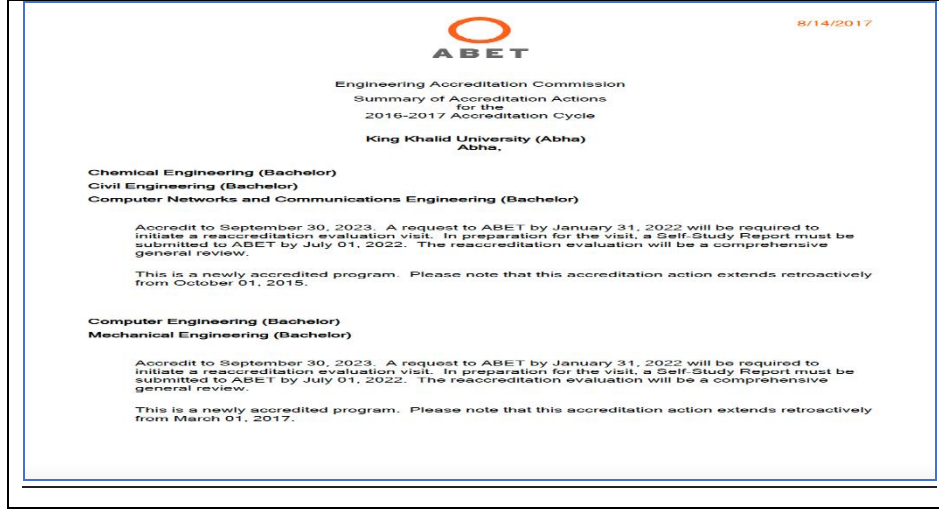 8/14/2017
ABET
Engineering Accreditation Commission
Summary of Accreditation Actions
for the
2016-2017 Accreditation Cycle
King Khalid University (Abha)
Abha,
Chemical Engineering (Bachelor)
Civil Engineering (Bachelor)
Computer Networks and Communications Engineering (Bachelor)
Accredit to September 30, 2023. A request to ABET by January 31, 2022 will be required to
initiate a reaccreditation evaluation visit. In preparation for the visit, a Self-Study Report must be
submitted to ABET by July 01, 2022. The reaccreditation evaluation will be a comprehensive
general review.
This is a newly accredited program. Please note that this accreditation action extends retroactively
from October 01, 2015.
Computer Engineering (Bachelor)
Mechanical Engineering (Bachelor)
Accredit to September 30, 2023. A request to ABET by January 31, 2022 will be required to
initiate a reaccreditation evaluation visit. In preparation for the visit, a Self-Study Report must be
submitted to ABET by July 01, 2022. The reaccreditation evaluation will be a comprehensive
general review.
This is a newly accredited program. Please note that this accreditation action extends retroactively
from March 01, 2017.